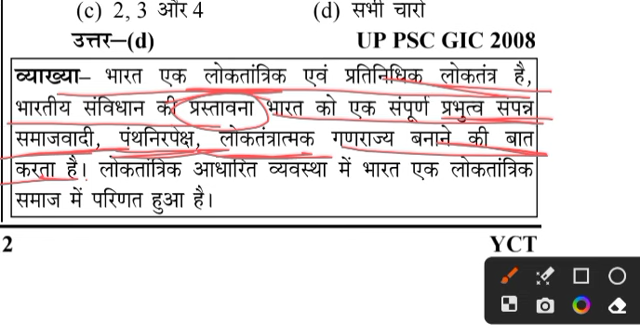 (c) 2, 3 और 4 (d) सभी चारों
उत्तर–(d) UP PSC GIC 2008
व्याख्या– भारत एक लोकतांत्रिक एवं प्रतिनिधिक लोकतंत्र है,
भारतीय संविधान की प्रस्तावना भारत को एक संपूर्ण प्रभुत्व संपन्न
समाजवादी, पंथनिरपेक्ष, लोकतंत्रात्मक गणराज्य बनाने की बात
करता है। लोकतांत्रिक आधारित व्यवस्था में भारत एक लोकतांत्रिक
समाज में परिणत हुआ है।
2 YCT